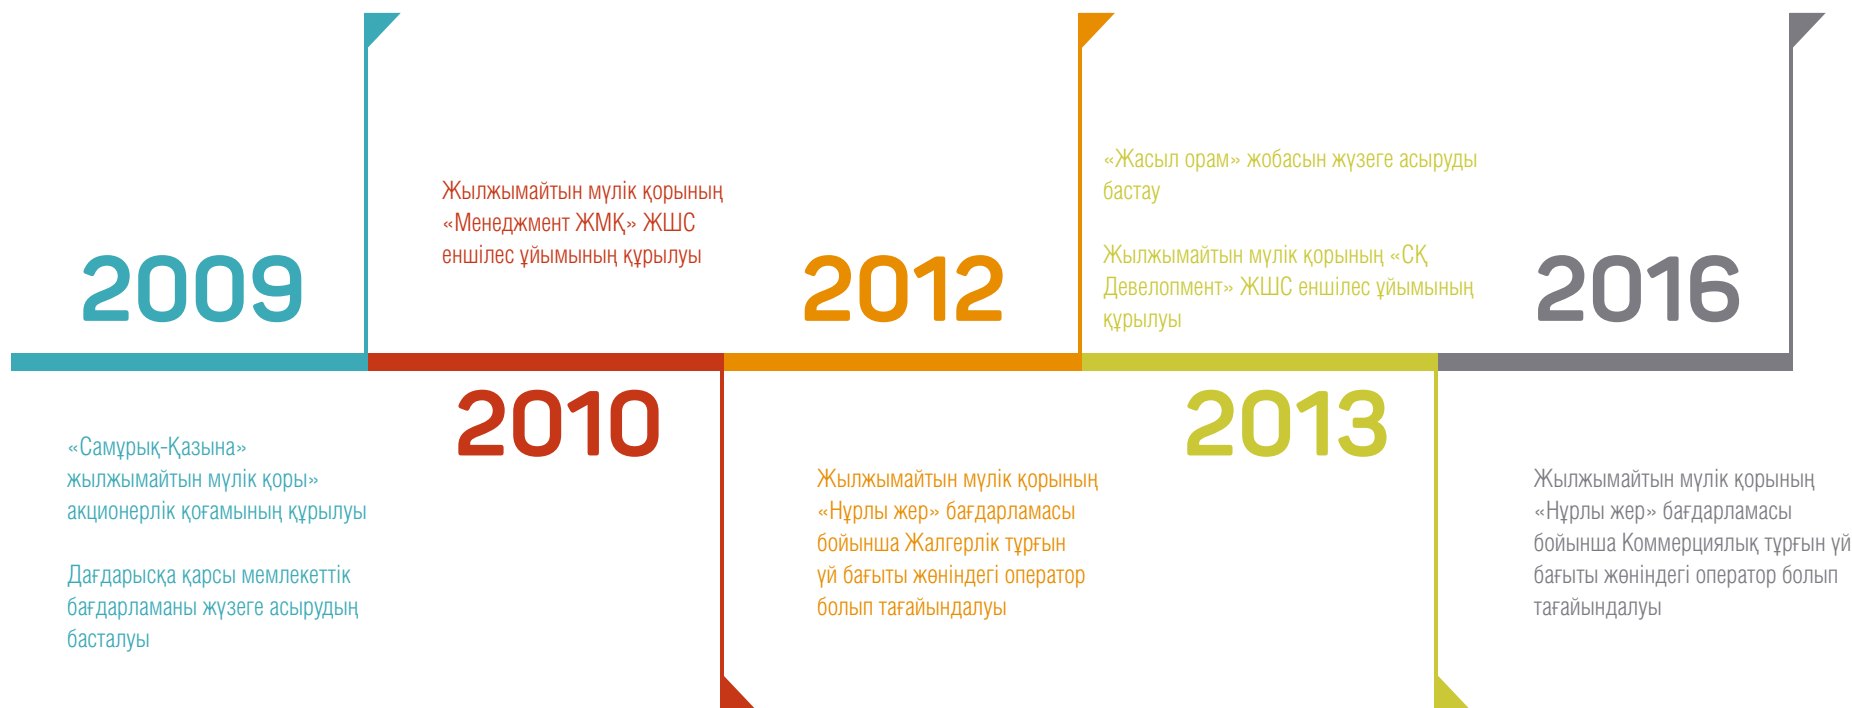 2009
«Самұрық-Қазына»
жылжымайтын мүлік қоры»
акционерлік қоғамының құрылуы
Дағдарысқа қарсы мемлекеттік
бағдарламаны жүзеге асырудың
басталуы
Жылжымайтын мүлік қорының
«Менеджмент ЖМҚ» ЖШС
еншілес ұйымының құрылуы
2010
2012
Жылжымайтын мүлік қорының
«Нұрлы жер» бағдарламасы
бойынша Жалгерлік тұрғын
үй бағыты жөніндегі оператор
болып тағайындалуы
«Жасыл орам» жобасын жүзеге асыруды
бастау
Жылжымайтын мүлік қорының «СҚ
Девелопмент» ЖШС еншілес ұйымының
құрылуы
2013
2016
Жылжымайтын мүлік қорының
«Нұрлы жер» бағдарламасы
бойынша Коммерциялық тұрғын үй
бағыты жөніндегі оператор болып
тағайындалуы